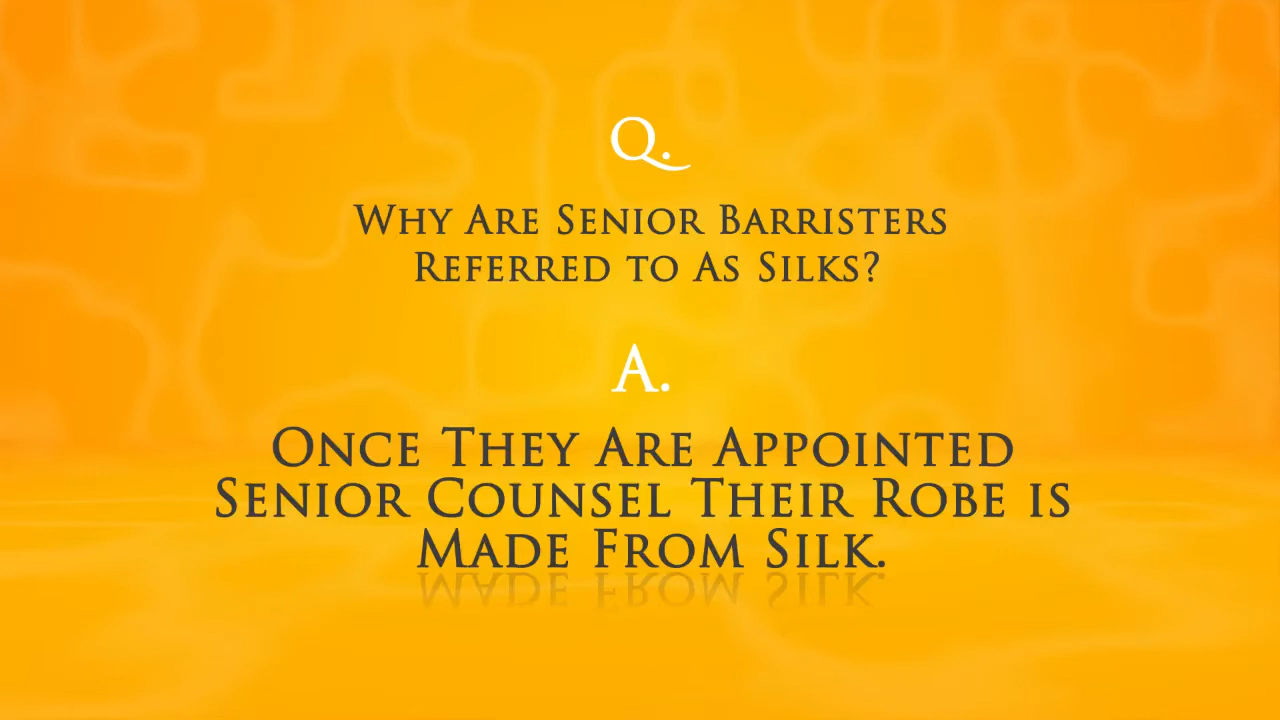 Q.
Why Are Senior Barristers
Referred to As Silks?
A.
Once They Are Appointed
Senior Counsel Their Robe is
Made From Silk.